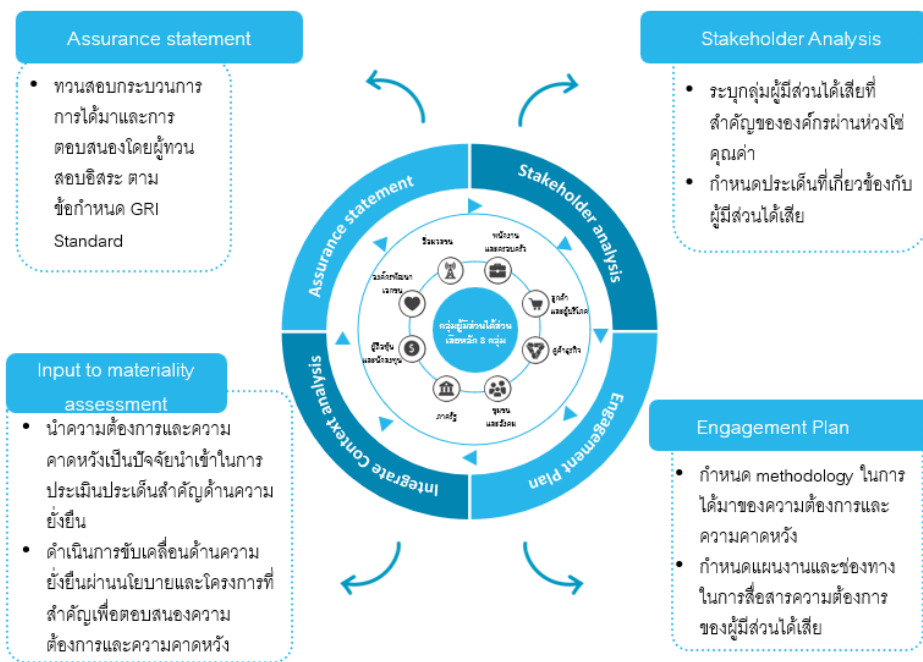 Assurance statement
• ทวนสอบกระบวนการ
การได้มาและการ
ตอบสนองโดยผู้ทวน
สอบอิสระ ตาม
ข้อกำหนด GRI
Standard
Stakeholder Analysis
• ระบุกลุ่มผู้มีส่วนได้เสียที่
สำคัญขององค์กรผ่านห่วงโซ่
คุณค่า
• กำหนดประเด็นที่เกี่ยวข้องกับ
ผู้มีส่วนได้เสีย
Assurance statement
Stakeholder analysis
Engagement Plan
Integrate Context analysis
สื่อมวลชน
พนักงาน
และครอบครัว
องค์กรพัฒนา
เอกชน
ลูกค้า
และผู้บริโภค
กลุ่มผู้มีส่วนได้ส่วน
เสียหลัก 8 กลุ่ม
ผู้ถือหุ้น
และนักลงทุน
คู่ค้าธุรกิจ
ภาครัฐ
ชุมชน
และสังคม
Input to materiality
assessment
• นำความต้องการและความ
คาดหวังเป็นปัจจัยนำเข้าในการ
ประเมินประเด็นสำคัญด้านความ
ยั่งยืน
• ดำเนินการขับเคลื่อนด้านความ
ยั่งยืนผ่านนโยบายและโครงการที่
สำคัญเพื่อตอบสนองความ
ต้องการและความคาดหวัง
Engagement Plan
• กำหนด methodology ในการ
ได้มาของความต้องการและ
ความคาดหวัง
• กำหนดแผนงานและช่องทาง
ในการสื่อสารความต้องการ
ของผู้มีส่วนได้เสีย